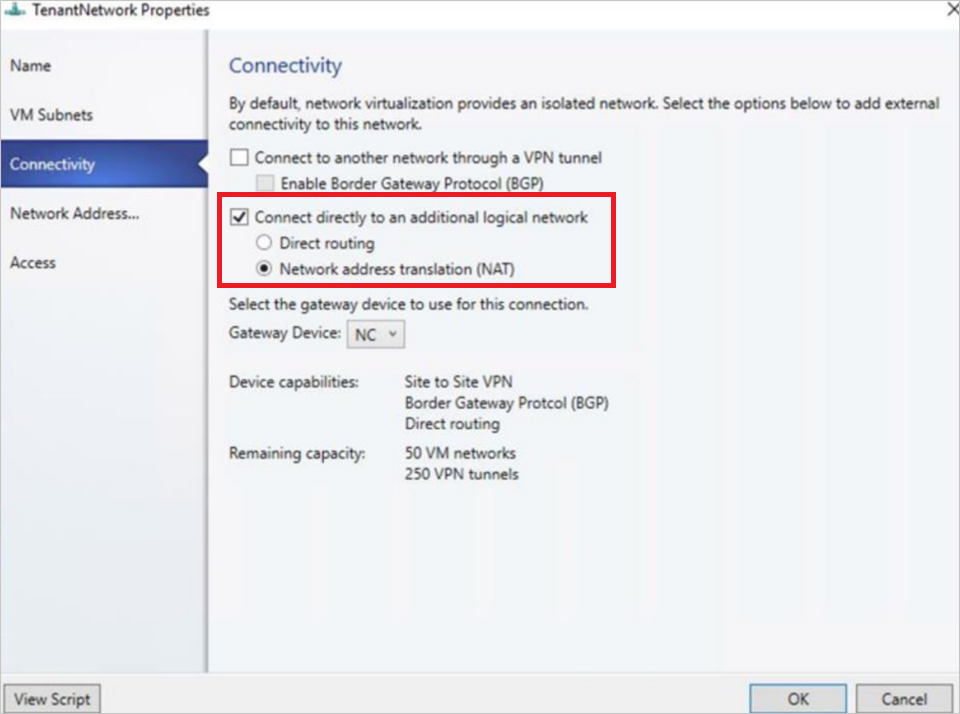 TenantNetwork Properties
Name
VM Subnets
Connectivity
Network Address...
Access
Connectivity
By default, network virtualization provides an isolated network. Select the options below to add external
connectivity to this network.
Connect to another network through a VPN tunnel
Enable Border Gateway Protocol (BGP)
Connect directly to an additional logical network
Direct routing
Network address translation (NAT)
Select the gateway device to use for this connection.
Gateway Device: NC
Device capabilities: Site to Site VPN
Border Gateway Protcol (BGP)
Direct routing
Remaining capacity: 50 VM networks
250 VPN tunnels
View Script OK Cancel